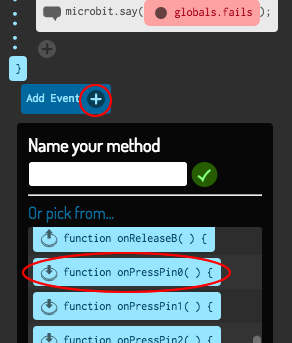 microbit.say( globals.fails );
}
Add Event
Name your method
Or pick from...
function onReleaseB( ) {
function onPressPin0( ) {
function onPressPin1( ) {
function onPressPin2( ) {